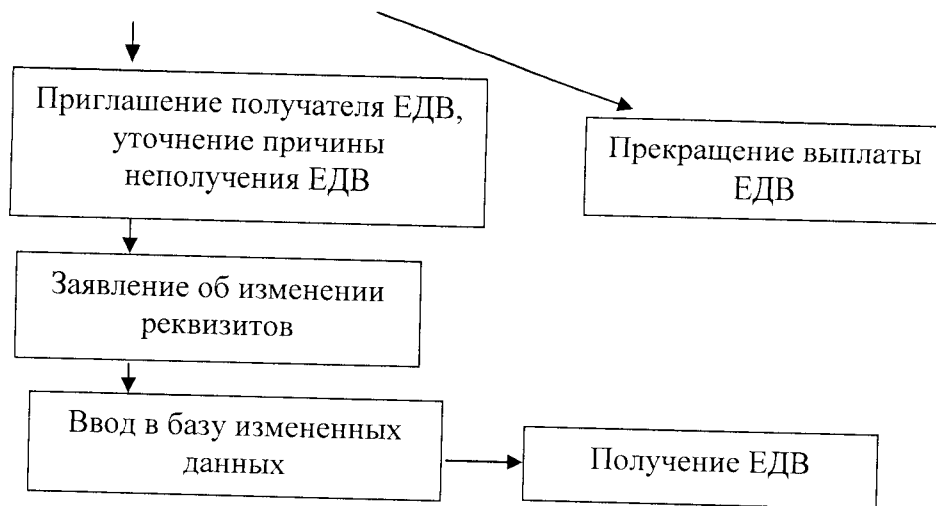 Приглашение получателя ЕДВ,
уточнение причины
неполучения ЕДВ
Прекращение выплаты
ЕДВ
Заявление об изменении
реквизитов
Ввод в базу измененных
данных
Получение ЕДВ